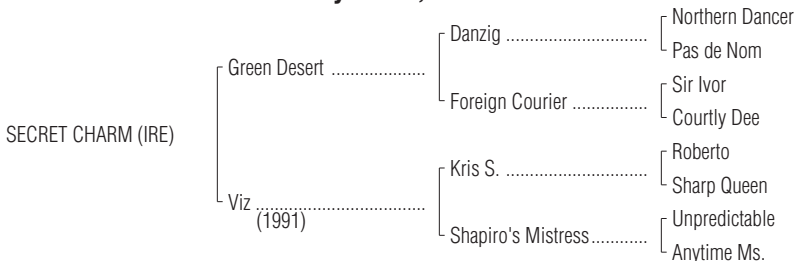 Northern Dancer
Danzig ................................
Pas de Nom
Green Desert .....................
Sir Ivor
Foreign Courier .................
Courtly Dee
SECRET CHARM (IRE)
Roberto
Kris S. ................................
Sharp Queen
Viz ......................................
(1991)
Unpredictable
Shapiro's Mistress.............
Anytime Ms.